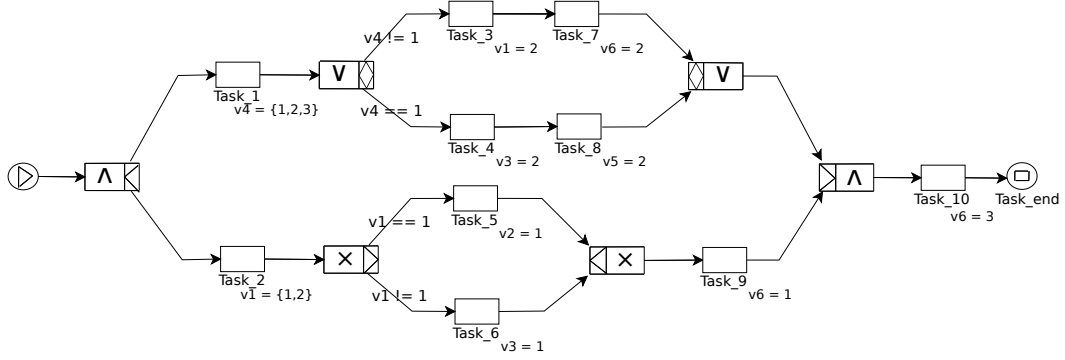 v4 != 1
Task_3
v1 = 2
Task_7
v6 = 2
Task_1
v4 = {1,2,3}
V
V
v4 == 1
Task_4
v3 = 2
Task_8
v5 = 2
Λ
Λ
Task_10
v6 = 3
Task_end
v1 == 1
Task_5
v2 = 1
Task_2
v1 = {1,2}
×
×
Task_9
v6 = 1
v1 != 1
Task_6
v3 = 1